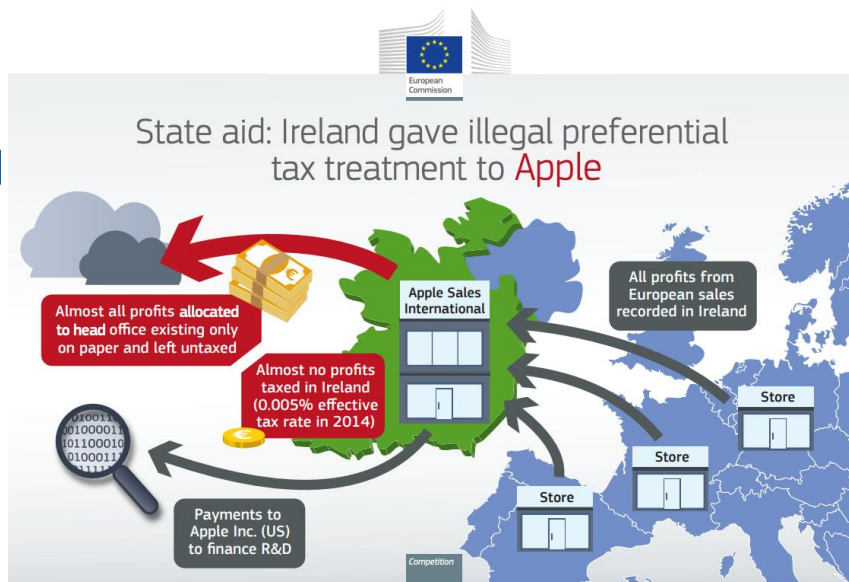 European
Commission
State aid: Ireland gave illegal preferential
tax treatment to Apple
Almost all profits allocated
to head office existing only
on paper and left untaxed
Apple Sales
International
All profits from
European sales
recorded in Ireland
Almost no profits
taxed in Ireland
(0.005% effective
tax rate in 2014)
Store
Store
Store
Payments to
Apple Inc. (US)
to finance R&D
Competition